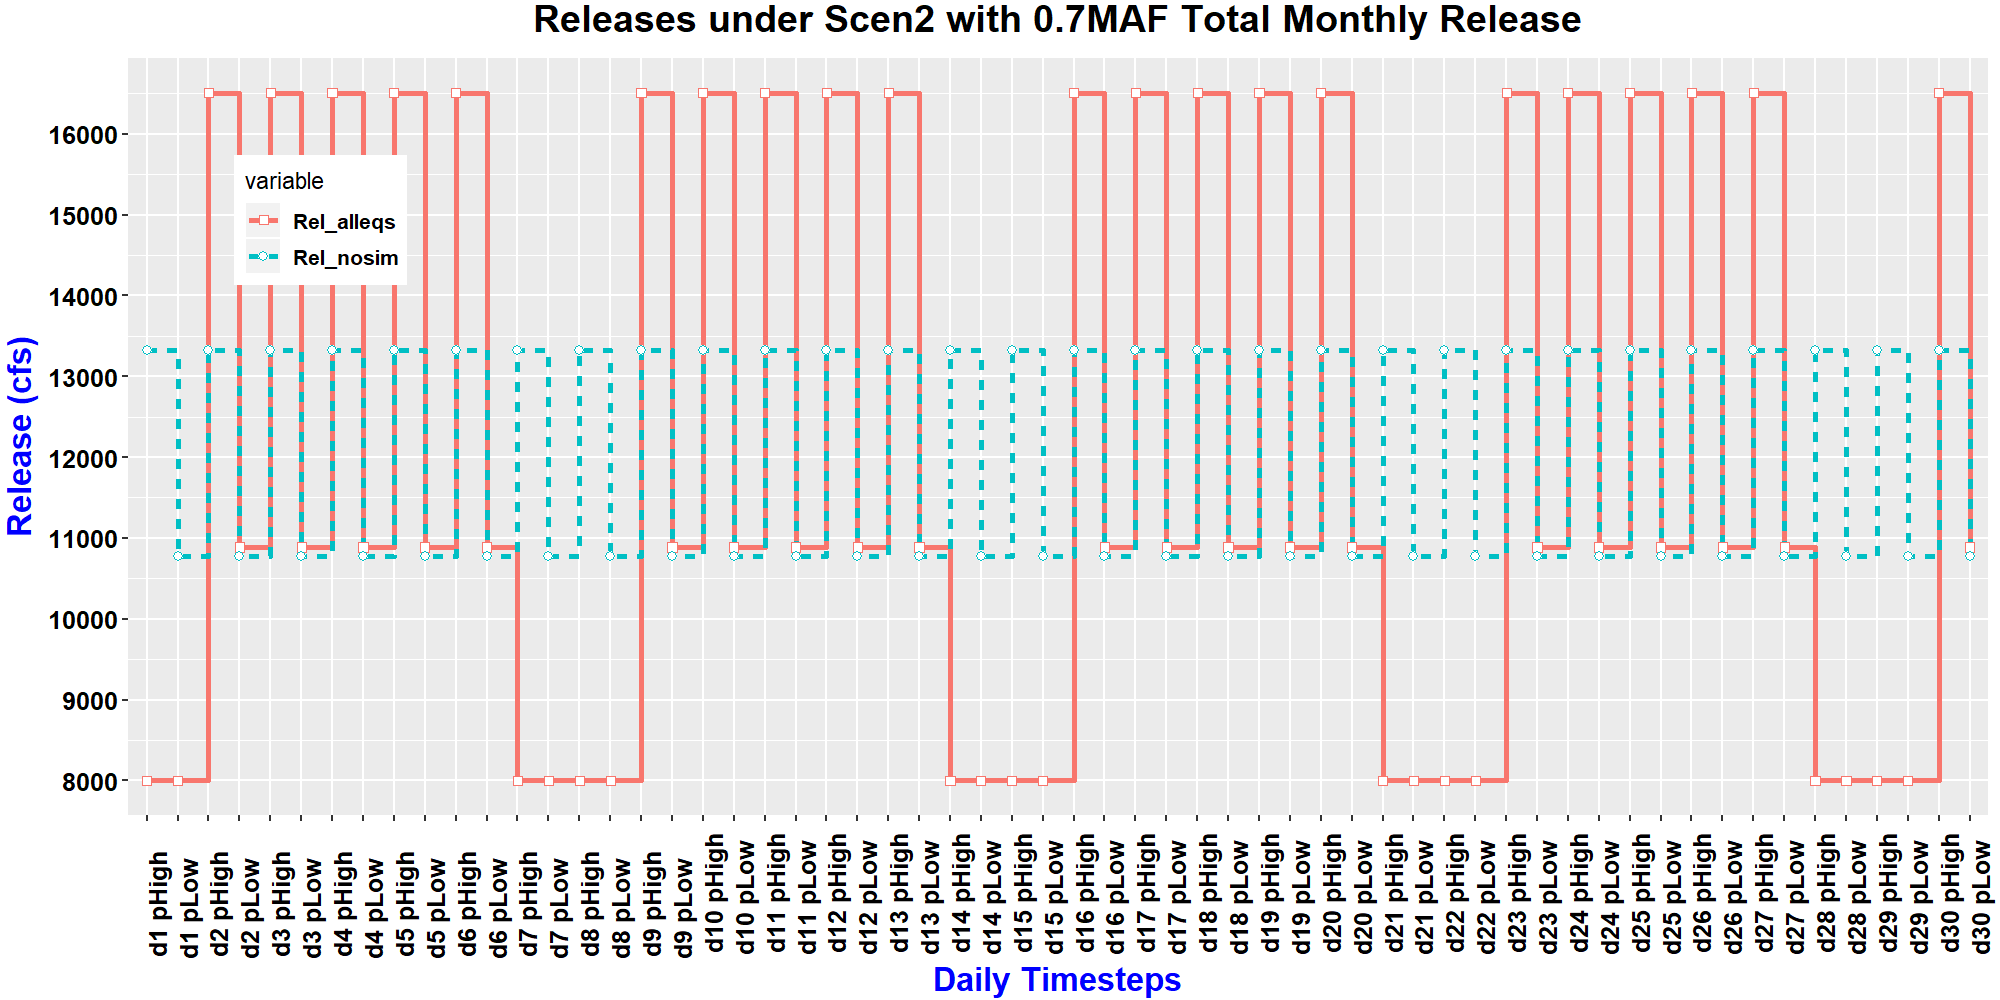 Releases under Scen2 with 0.7MAF Total Monthly Release
Release (cfs)
16000
15000
14000
13000
12000
11000
10000
9000
8000
variable
Rel_alleqs
Rel_nosim
d1 pHigh
d1 pLow
d2 pHigh
d2 pLow
d3 pHigh
d3 pLow
d4 pHigh
d4 pLow
d5 pHigh
d5 pLow
d6 pHigh
d6 pLow
d7 pHigh
d7 pLow
d8 pHigh
d8 pLow
d9 pHigh
d9 pLow
d10 pHigh
d10 pLow
d11 pHigh
d11 pLow
d12 pHigh
d12 pLow
d13 pHigh
d13 pLow
d14 pHigh
d14 pLow
d15 pHigh
d15 pLow
d16 pHigh
d16 pLow
d17 pHigh
d17 pLow
d18 pHigh
d18 pLow
d19 pHigh
d19 pLow
d20 pHigh
d20 pLow
d21 pHigh
d21 pLow
d22 pHigh
d22 pLow
d23 pHigh
d23 pLow
d24 pHigh
d24 pLow
d25 pHigh
d25 pLow
d26 pHigh
d26 pLow
d27 pHigh
d27 pLow
d28 pHigh
d28 pLow
d29 pHigh
d29 pLow
d30 pHigh
d30 pLow
Daily Timesteps